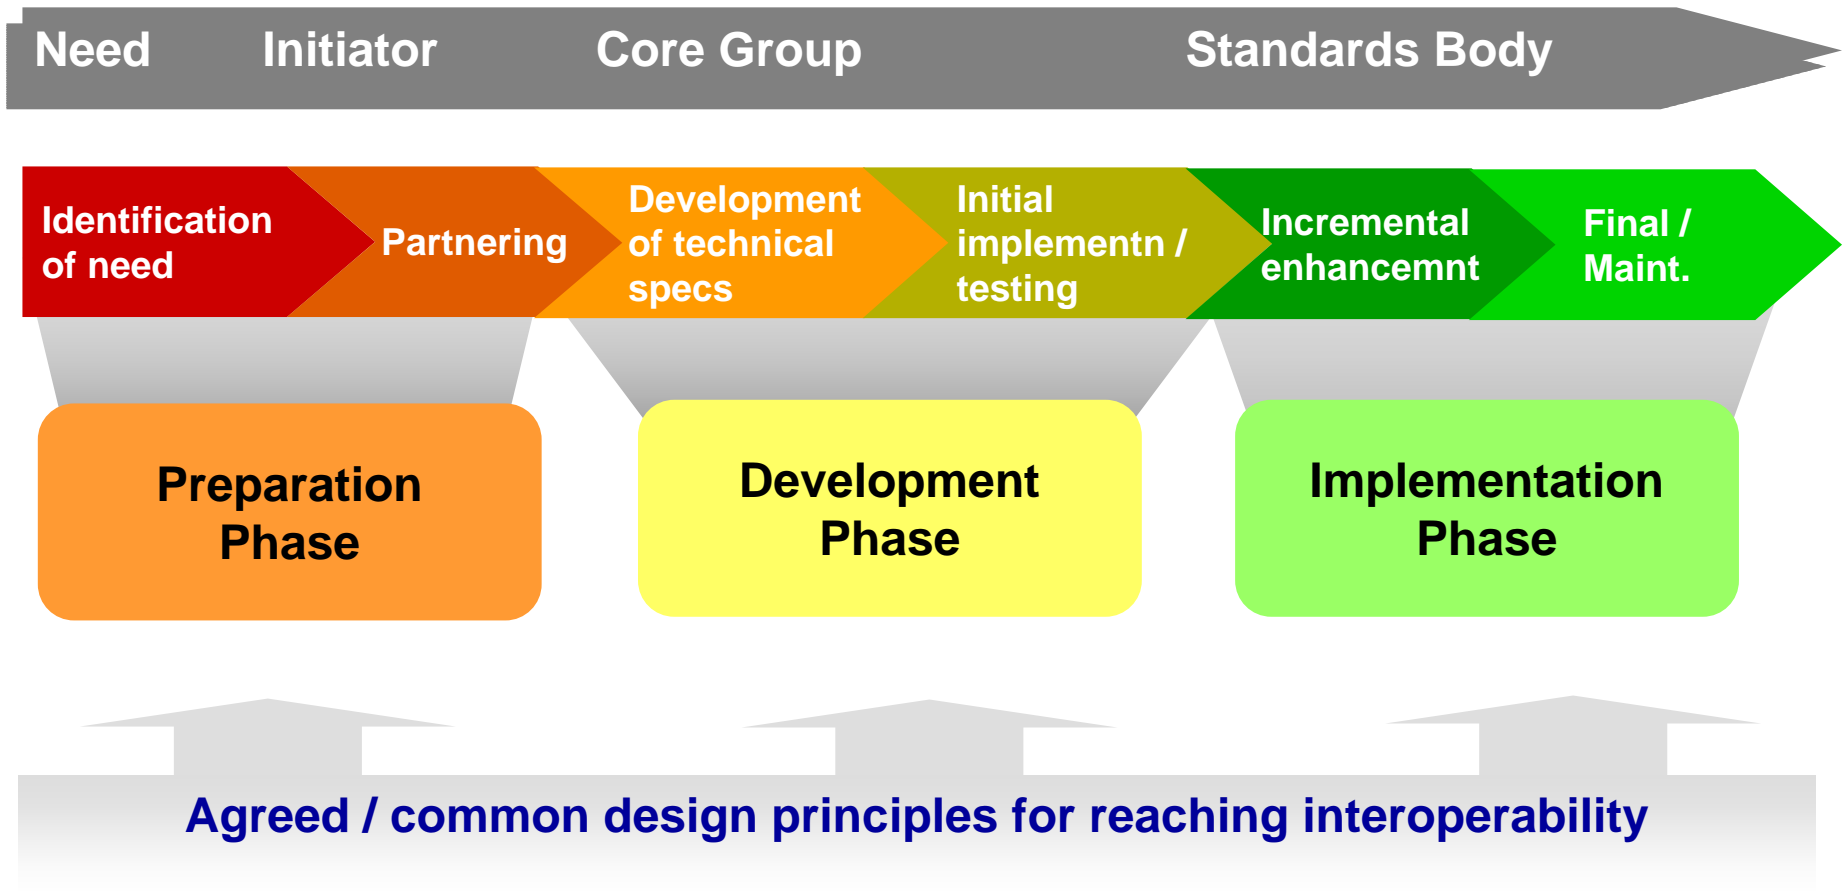 Need Initiator Core Group Standards Body
Identification
of need
Partnering
Development
of technical
specs
Initial
implementn /
testing
Incremental
enhancemnt
Final /
Maint.
Preparation
Phase
Development
Phase
Implementation
Phase
Agreed / common design principles for reaching interoperability